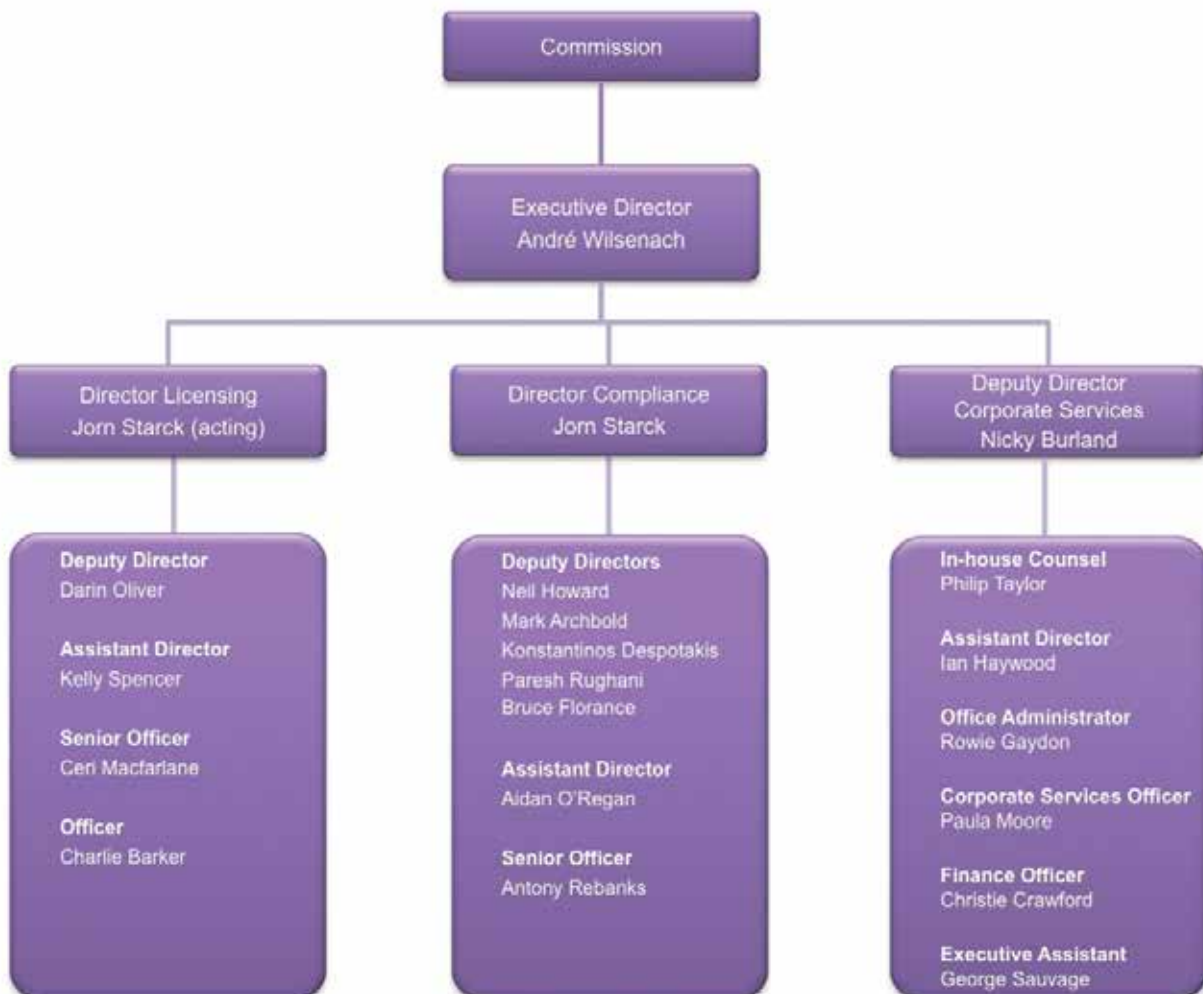 Commission
Executive Director
André Wilsenach
Director Licensing
Jorn Starck (acting)
Director Compliance
Jorn Starck
Deputy Director
Corporate Services
Nicky Burland
Deputy Director
Darin Oliver
Assistant Director
Kelly Spencer
Senior Officer
Ceri Macfarlane
Officer
Charlie Barker
Deputy Directors
Neil Howard
Mark Archbold
Konstantinos Despotakis
Paresh Rughani
Bruce Florance
Assistant Director
Aidan O'Regan
Senior Officer
Antony Rebanks
In-house Counsel
Philip Taylor
Assistant Director
Ian Haywood
Office Administrator
Rowie Gaydon
Corporate Services Officer
Paula Moore
Finance Officer
Christie Crawford
Executive Assistant
George Sauvage